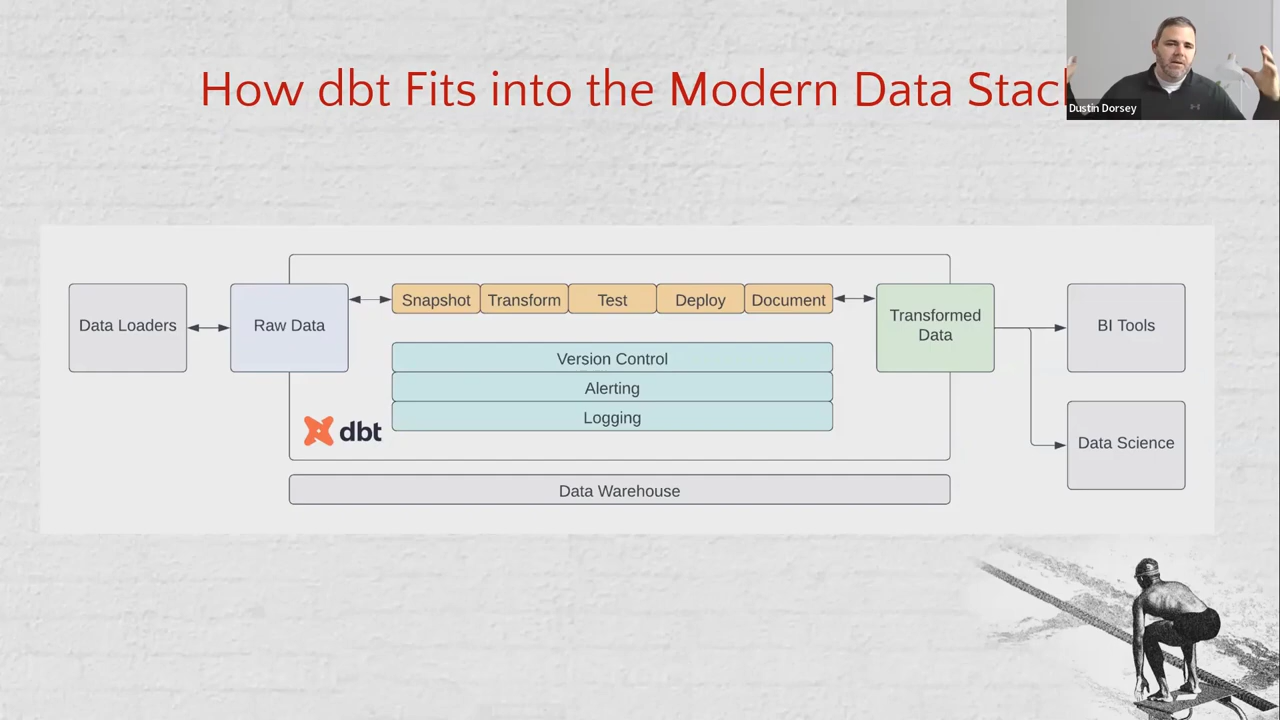 How dbt Fits into the Modern Data Stac
Dustin Dorsey
Data Loaders
Raw Data
Snapshot
Transform
Test
Deploy
Document
Version Control
Alerting
Logging
dbt
Transformed
Data
BI Tools
Data Science
Data Warehouse